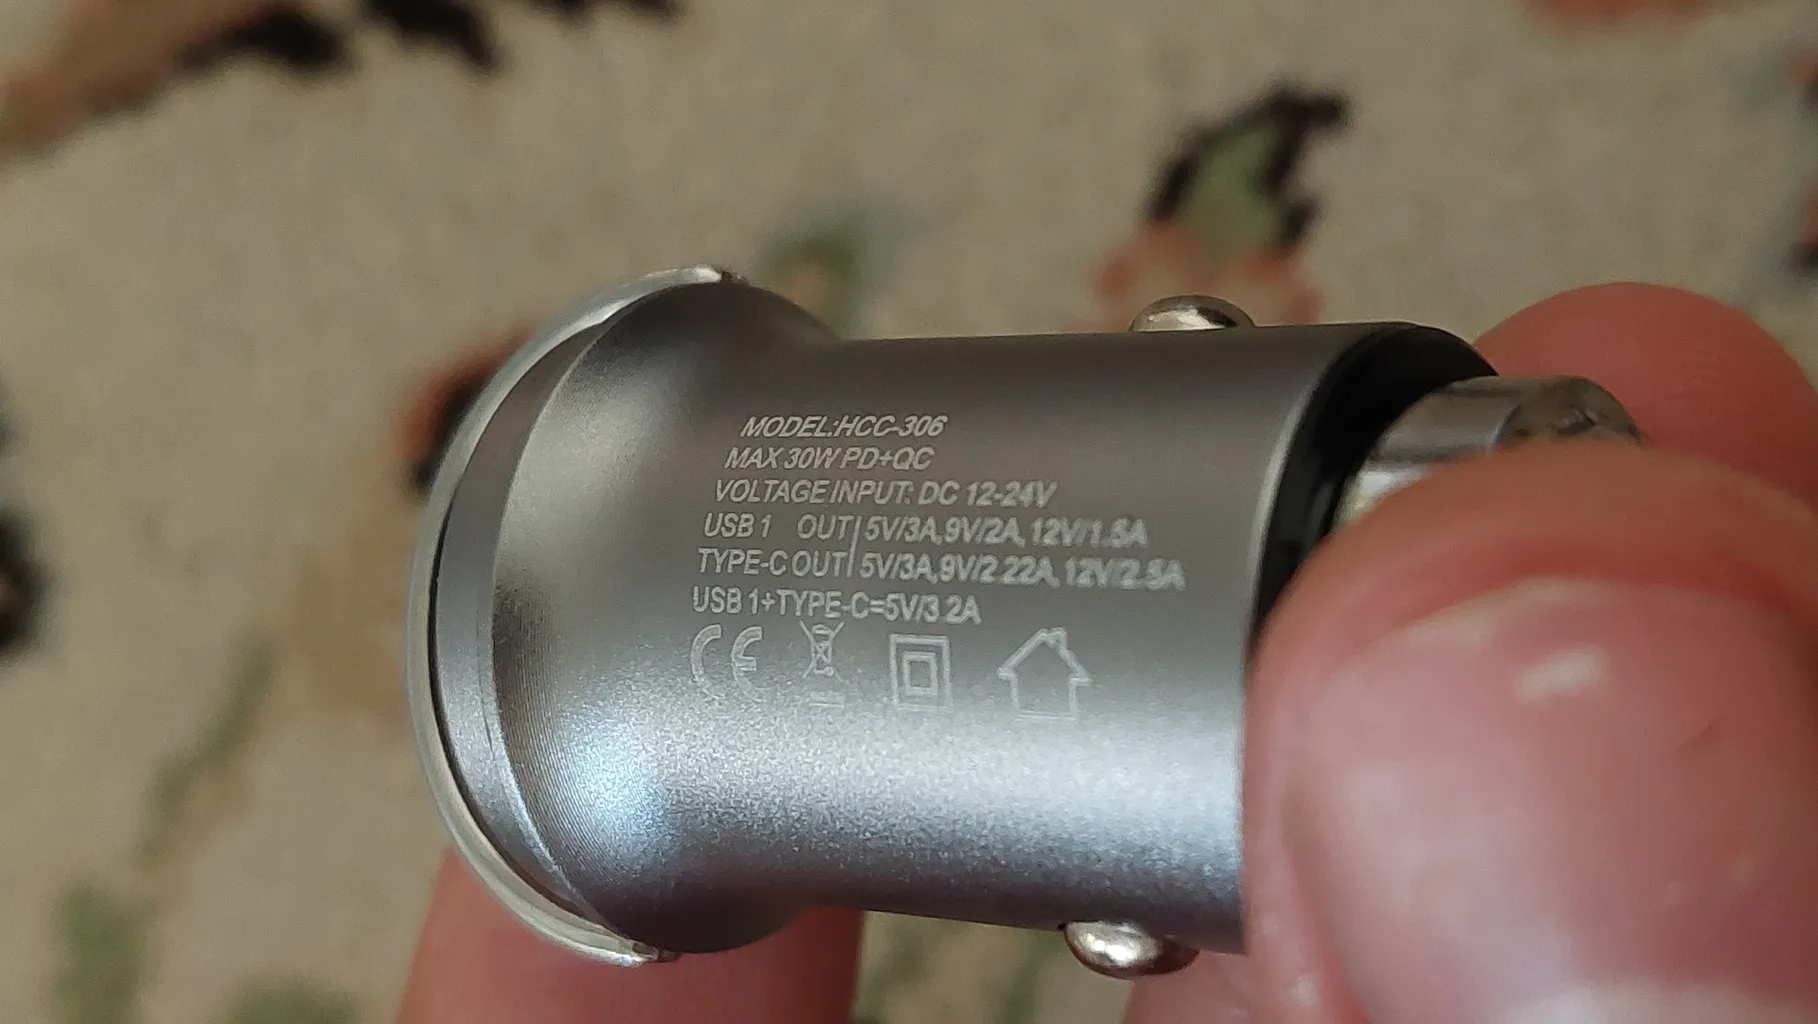 MODEL:HCC-306
MAX 30W PD+QC
VOLTAGE INPUT: DC 12-24V
USB 1 OUT| 5V/3A,9V/2A,12V/1.5A
TYPE-C OUT| 5V/3A,9V/2.22A,12V/2.5A
USB 1+TYPE-C=5V/3.2A
CE